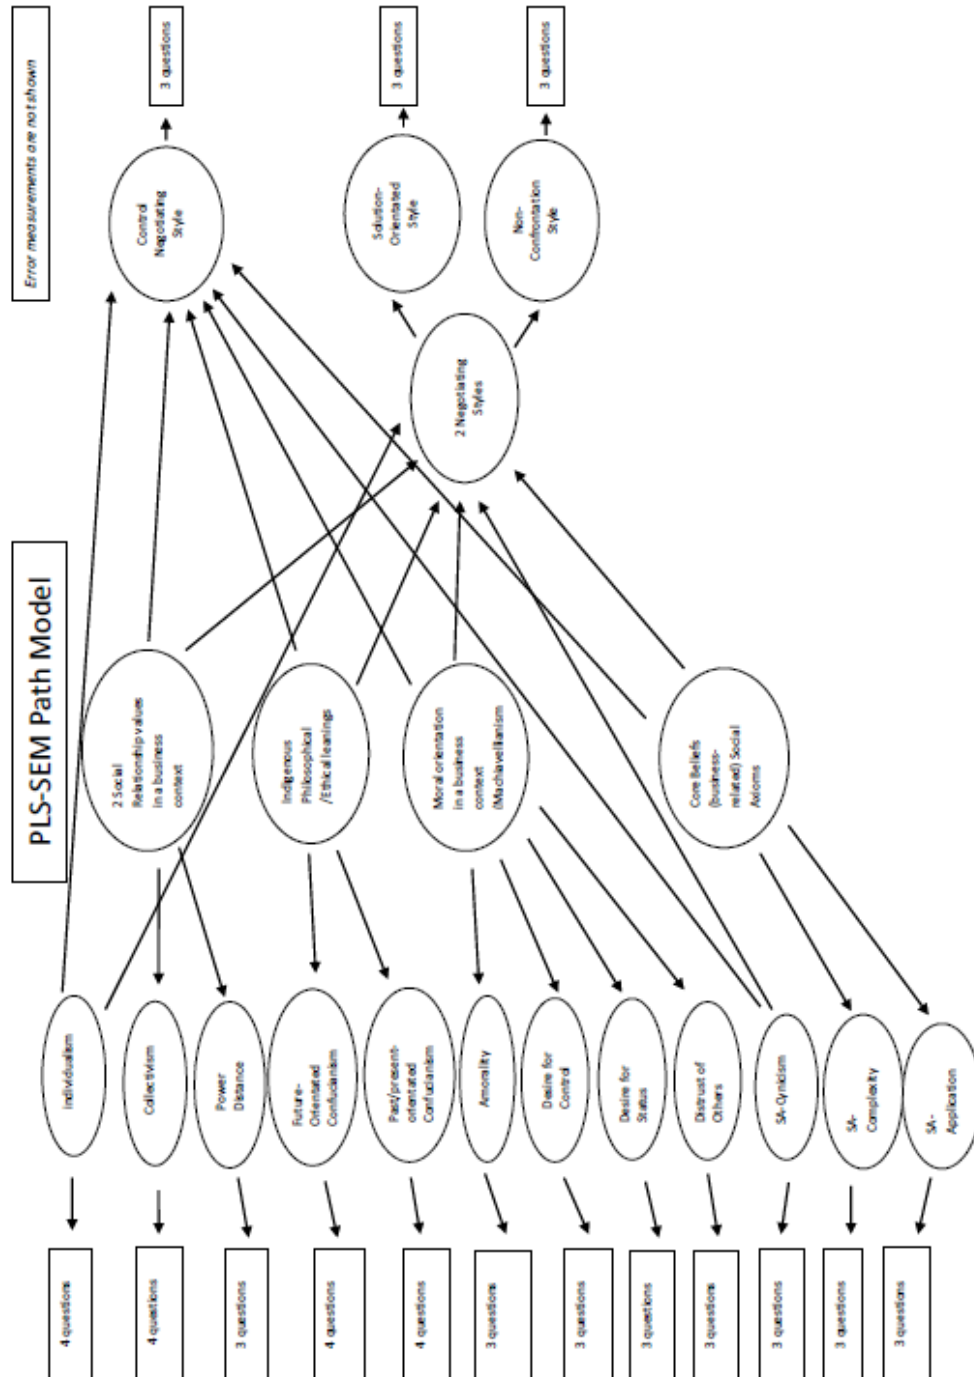 PLS-SEM Path Model
Error measurements are not shown
4 questions
4 questions
3 questions
4 questions
4 questions
3 questions
3 questions
3 questions
3 questions
3 questions
3 questions
3 questions
Individualism
Collectivism
Power
Distance
Future-
Orientated
Confucianism
Past/present-
orientated
Confucianism
Amorality
Desire for
Control
Desire for
Status
Distrust of
Others
SA-Cynicism
SA-
Complexity
SA-
Application
2 Social
Relationship values
in a business
context
Indigenous
Philosophical
/Ethical leanings
Moral orientation
in a business
context
(Machiavellianism
Core Beliefs
(business-
related) Social
Axioms
2 Negotiating
Styles
Control
Negotiating
Style
Solution-
Orientated
Style
Non-
Confrontation
Style
3 questions
3 questions
3 questions